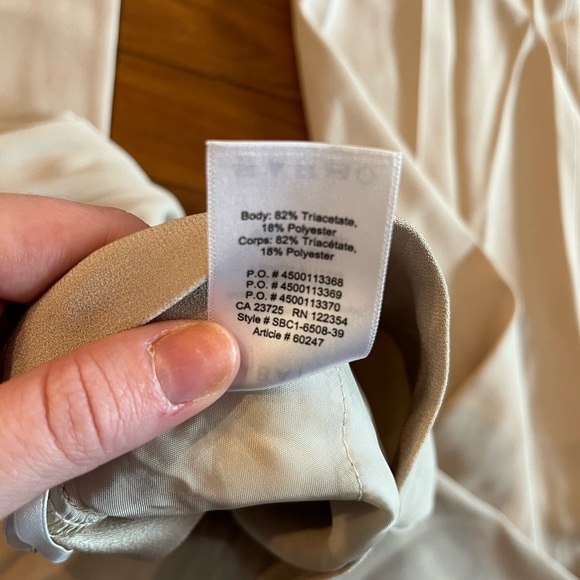 Body: 82% Triacetate,
18% Polyester
Corps: 82% Triacétate,
18% Polyester
P.O. # 4500113368
P.O. # 4500113369
P.O. # 4500113370
CA 23725 RN 122354
Style # SBC1-6508-39
Article # 60247